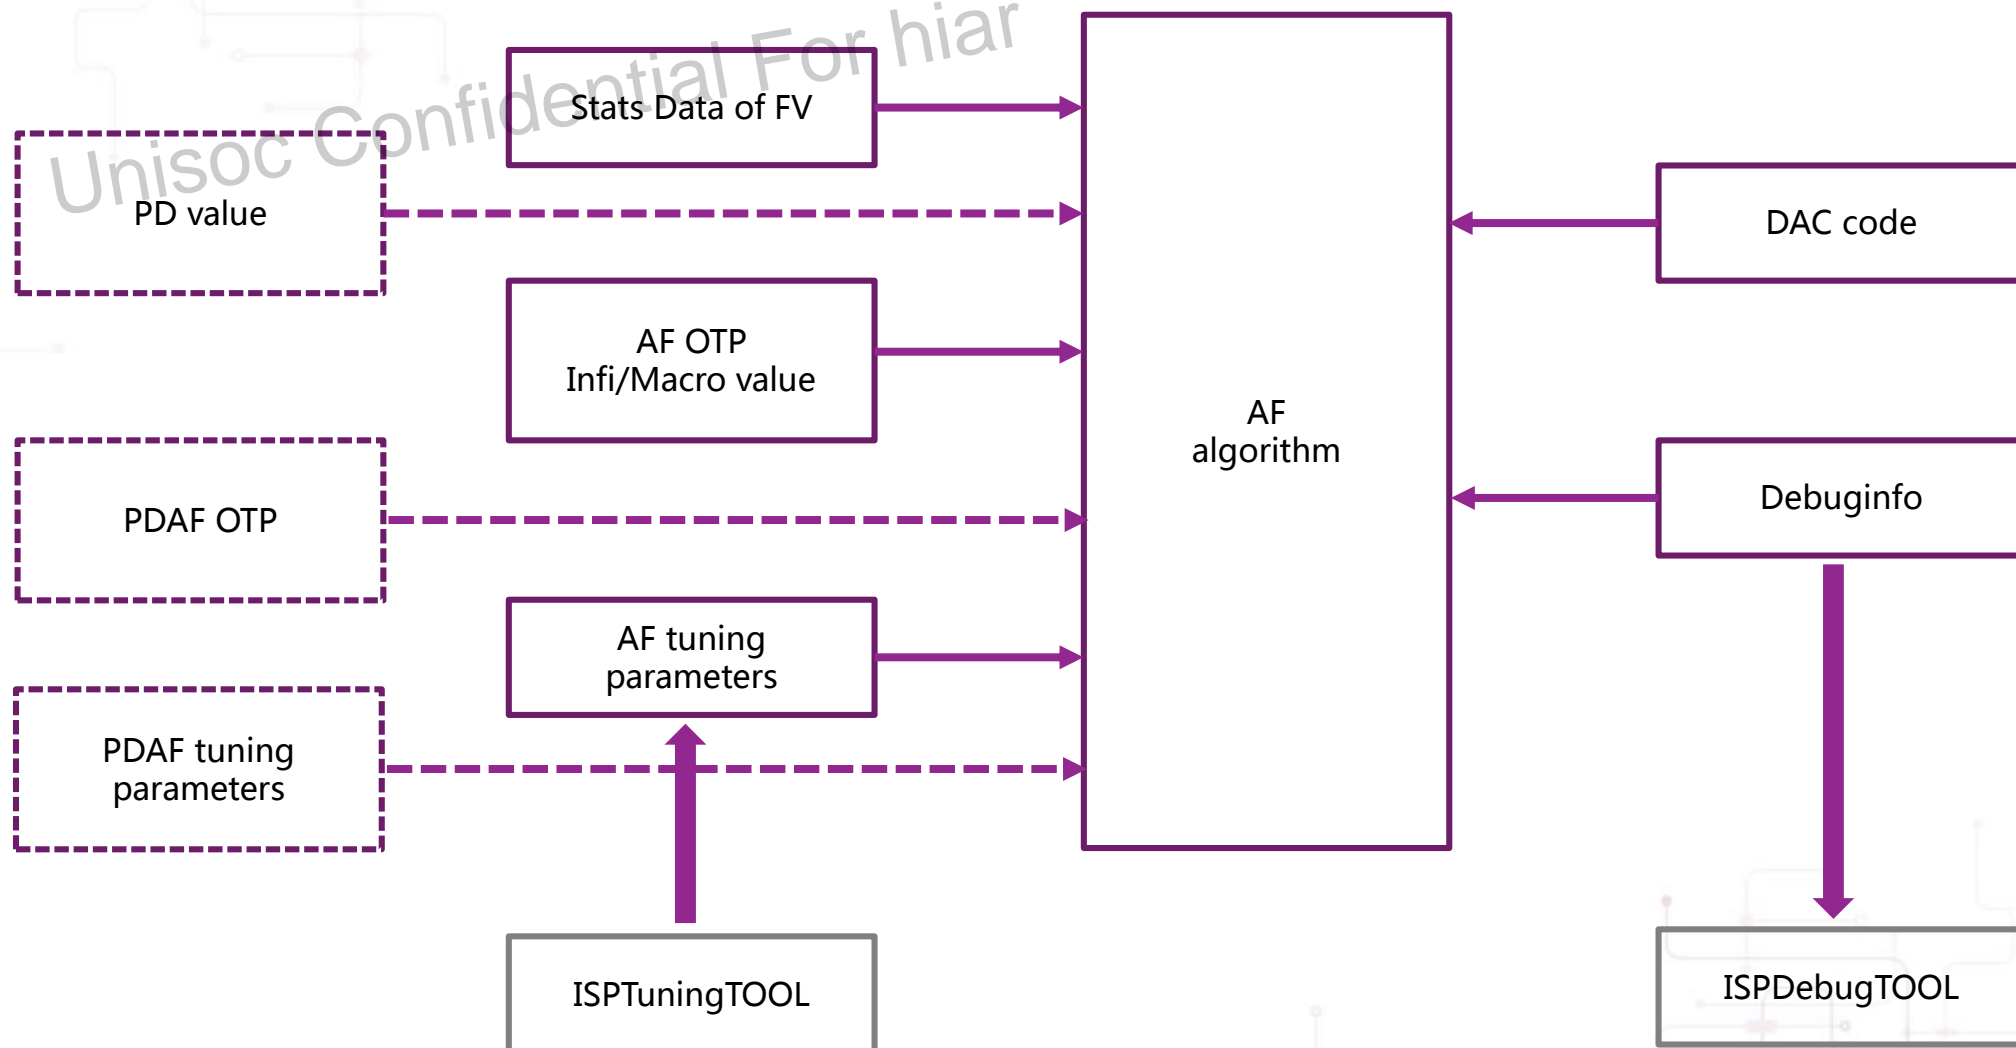 Unisoc Confidential For hiar
Stats Data of FV
PD value
DAC code
AF OTP
Infi/Macro value
AF
algorithm
PDAF OTP
Debuginfo
AF tuning
parameters
PDAF tuning
parameters
ISPTuningTOOL
ISPDebugTOOL